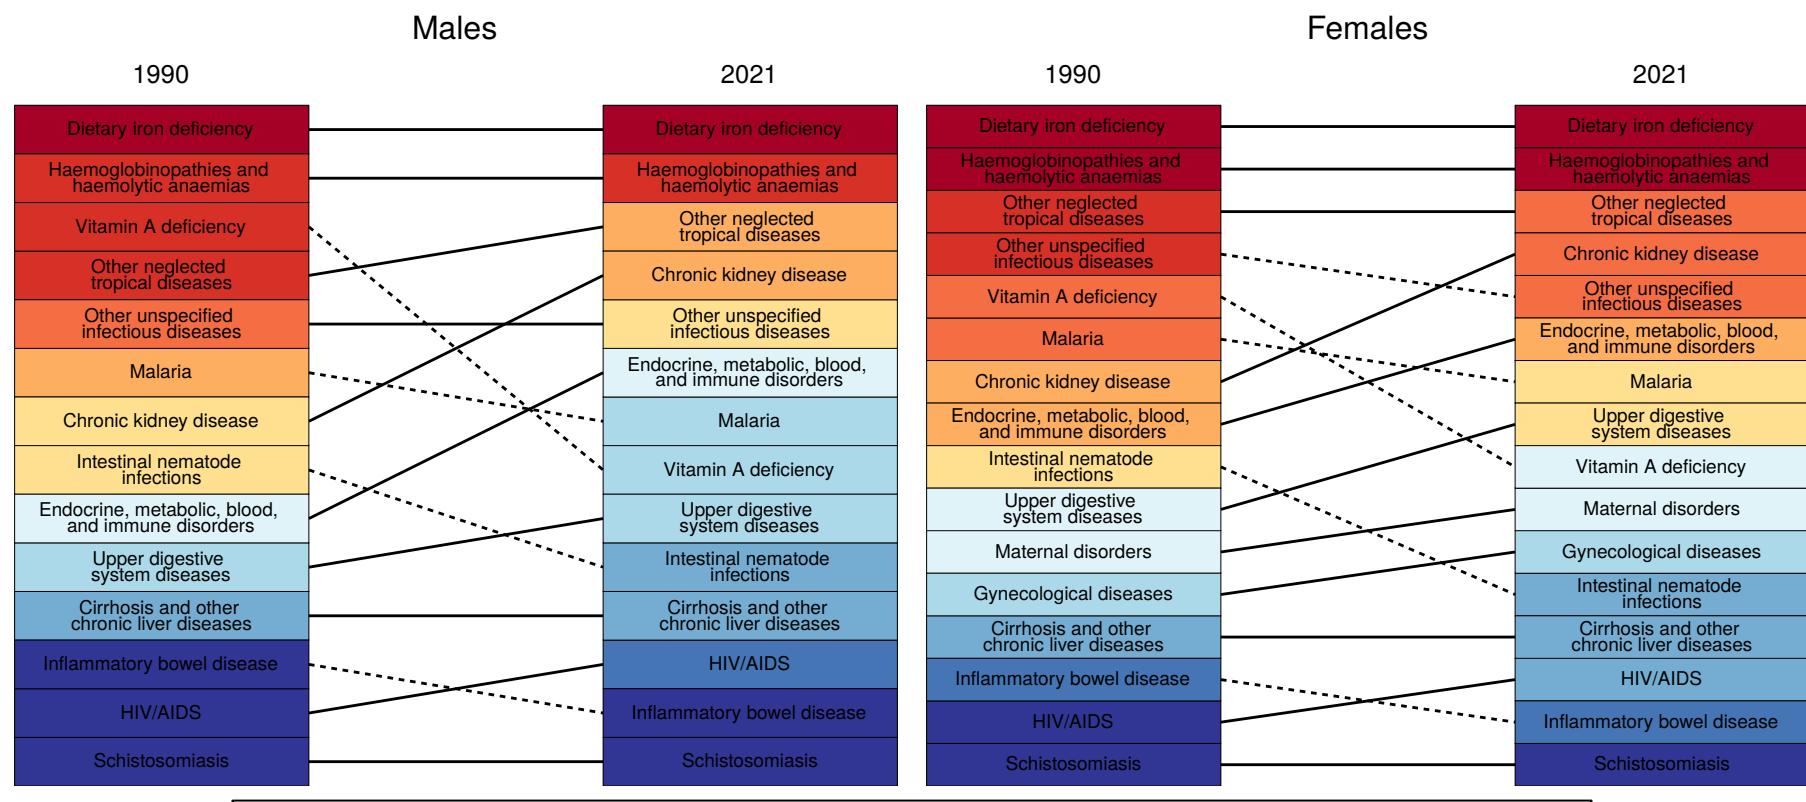 Males
Females
1990
2021
1990
2021
Dietary iron deficiency
Haemoglobinopathies and
haemolytic anaemias
Vitamin A deficiency
Other neglected
tropical diseases
Other unspecified
infectious diseases
Malaria
Chronic kidney disease
Intestinal nematode
infections
Endocrine, metabolic, blood,
and immune disorders
Upper digestive
system diseases
Cirrhosis and other
chronic liver diseases
Inflammatory bowel disease
HIV/AIDS
Schistosomiasis
Dietary iron deficiency
Haemoglobinopathies and
haemolytic anaemias
Other neglected
tropical diseases
Chronic kidney disease
Other unspecified
infectious diseases
Endocrine, metabolic, blood,
and immune disorders
Malaria
Vitamin A deficiency
Upper digestive
system diseases
Intestinal nematode
infections
Cirrhosis and other
chronic liver diseases
HIV/AIDS
Inflammatory bowel disease
Schistosomiasis
Dietary iron deficiency
Haemoglobinopathies and
haemolytic anaemias
Other neglected
tropical diseases
Other unspecified
infectious diseases
Vitamin A deficiency
Malaria
Chronic kidney disease
Endocrine, metabolic, blood,
and immune disorders
Intestinal nematode
infections
Upper digestive
system diseases
Maternal disorders
Gynecological diseases
Cirrhosis and other
chronic liver diseases
Inflammatory bowel disease
HIV/AIDS
Schistosomiasis
Dietary iron deficiency
Haemoglobinopathies and
haemolytic anaemias
Other neglected
tropical diseases
Chronic kidney disease
Other unspecified
infectious diseases
Endocrine, metabolic, blood,
and immune disorders
Malaria
Upper digestive
system diseases
Vitamin A deficiency
Maternal disorders
Gynecological diseases
Intestinal nematode
infections
Cirrhosis and other
chronic liver diseases
HIV/AIDS
Inflammatory bowel disease
Schistosomiasis